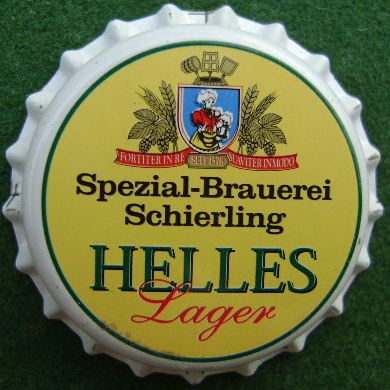 FORTITER IN RE SEIT 1578 SUAVITER IN MODO
Spezial-Brauerei
Schierling
HELLES
Lager